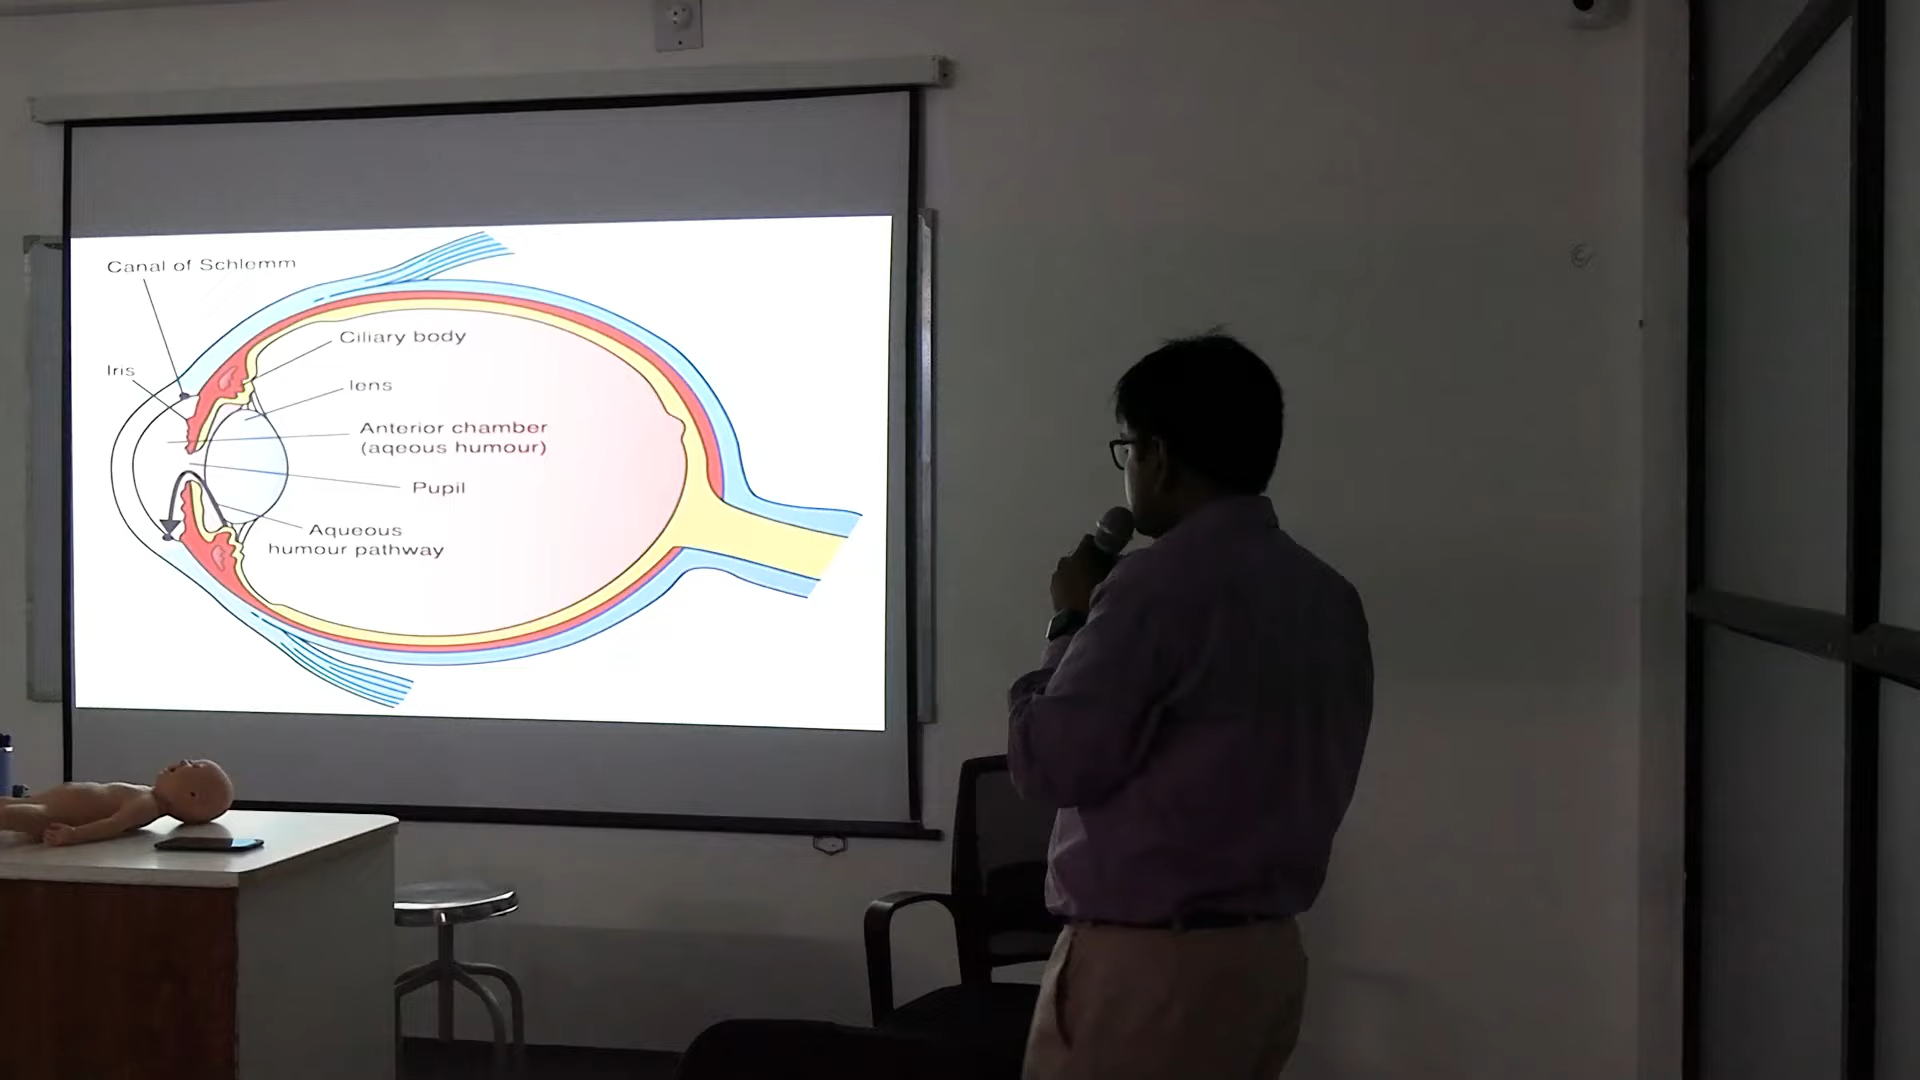 Canal of Schlemm
Ciliary body
Iris
lens
Anterior chamber
(aqeous humour)
Pupil
Aqueous
humour pathway